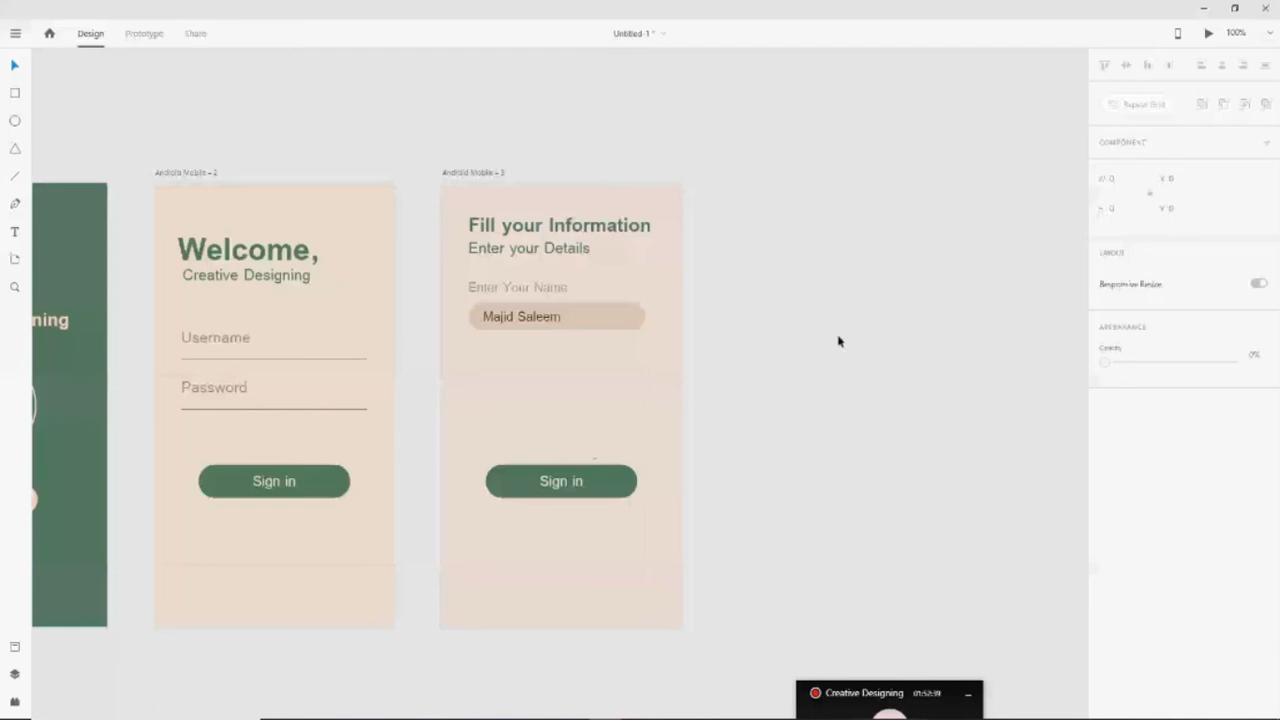 Design
Prototype
Share
Untitled-1 *
100%
Repeat Grid
COMPONENT
LAYOUT
Responsive Resize
APPEARANCE
Opacity
0%
Android Mobile – 2
Android Mobile – 3
ning
Welcome,
Creative Designing
Username
Password
Sign in
Fill your Information
Enter your Details
Enter Your Name
Majid Saleem
Sign in
Creative Designing